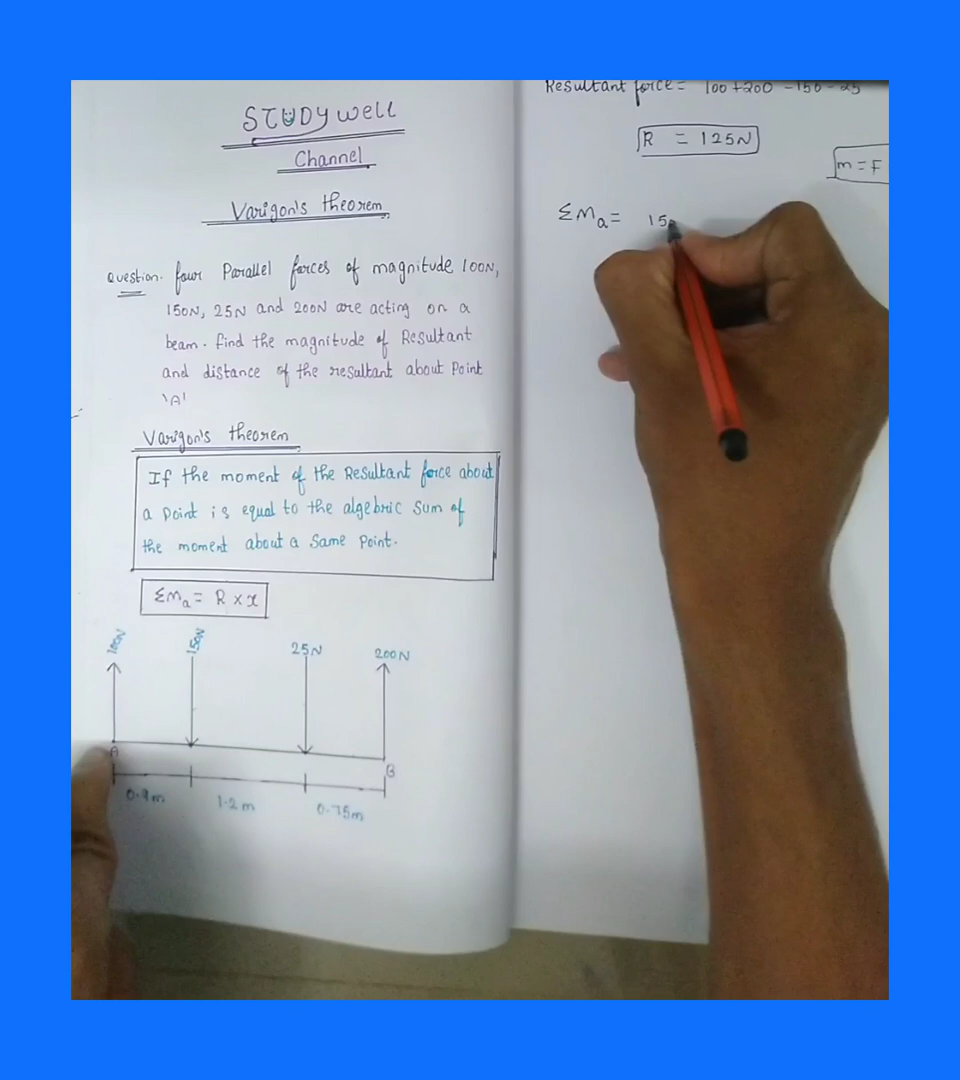 STUDY well
Channel
Varigon's theorem
Question. four Parallel forces of magnitude 100N,
150N, 25N and 200N are acting on a
beam. find the magnitude of Resultant
and distance of the resultant about Point
'A'
Varigon's theorem
If the moment of the Resultant force about
a point is equal to the algebric sum of
the moment about a same point.
Σma = R × x
100N 150N 25N 200N
A B
0.9m 1.2m 0.75m
Resultant force = 100+200 -150 - 25
R = 125N
m = F
ΣMa = 150